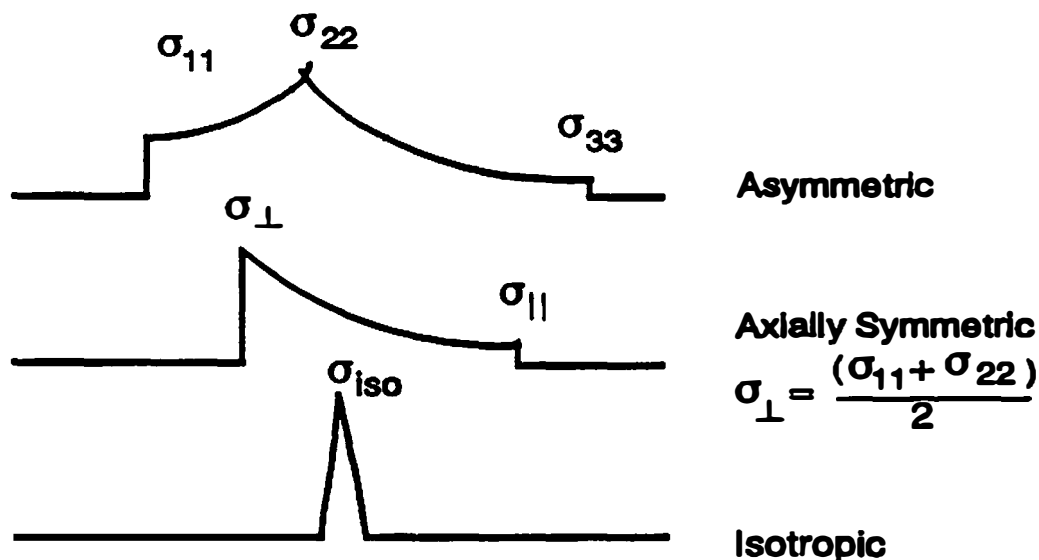 σ₂₂
σ₁₁
σ₃₃
Asymmetric
σ⊥
σ||
Axially Symmetric
σiso
σ⊥ = (σ₁₁+ σ₂₂)
2
Isotropic